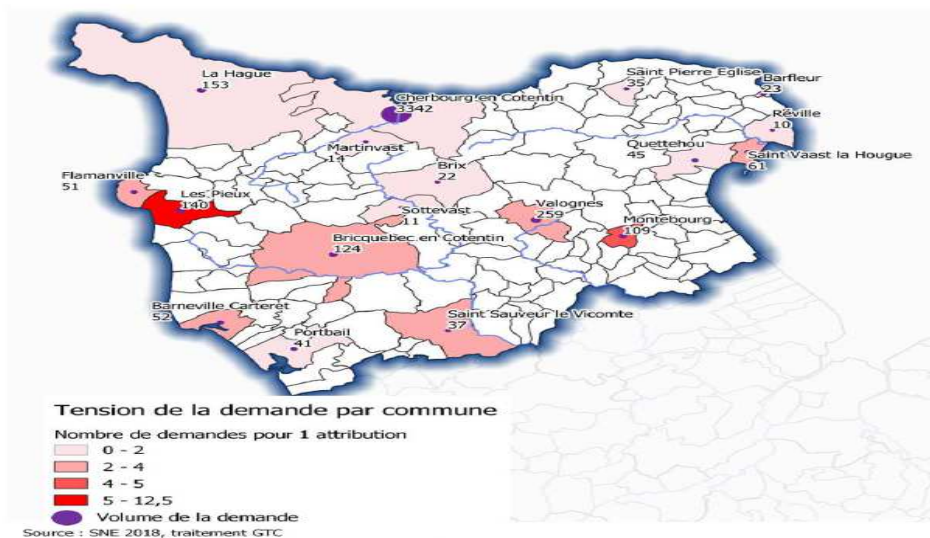 La Hague
153
Cherbourg en Cotentin
3342
Saint Pierre Eglise
35
Barfleur
23
Réville
10
Martinvast
14
Quettehou
45
Saint Vaast la Hougue
61
Brix
22
Flamanville
51
Les Pieux
140
Sottevast
11
Valognes
259
Montebourg
109
Bricquebec en Cotentin
124
Barneville Carteret
52
Saint Sauveur le Vicomte
37
Portbail
41
Tension de la demande par commune
Nombre de demandes pour 1 attribution
0 - 2
2 - 4
4 - 5
5 - 12,5
Volume de la demande
Source : SNE 2018, traitement GTC